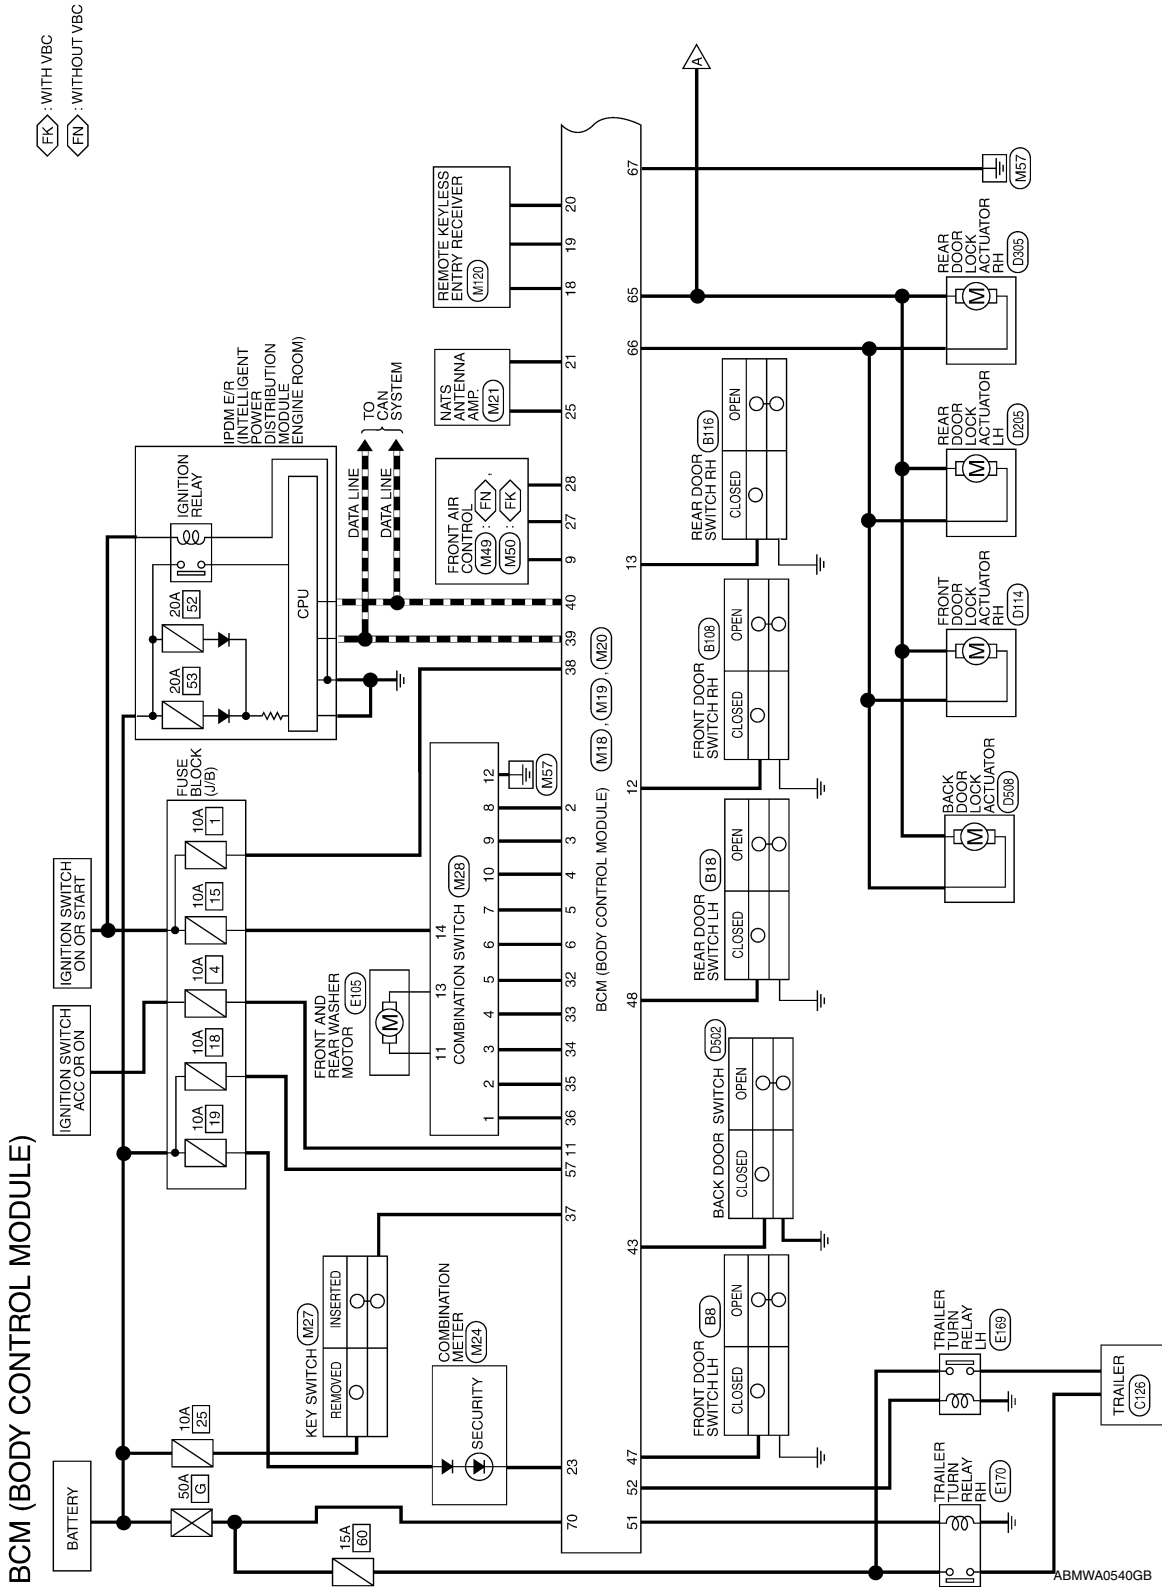 BCM (BODY CONTROL MODULE)
FK : WITH VBC
FN : WITHOUT VBC
BATTERY
IGNITION SWITCH
ACC OR ON
IGNITION SWITCH
ON OR START
50A
G
10A
25
10A
19
10A
18
10A
4
10A
15
10A
1
FUSE
BLOCK
(J/B)
20A
53
20A
52
IGNITION
RELAY
CPU
IPDM E/R
(INTELLIGENT
POWER
DISTRIBUTION
MODULE
ENGINE ROOM)
15A
60
KEY SWITCH M27
REMOVED
INSERTED
COMBINATION
METER
M24
SECURITY
FRONT AND
REAR WASHER
MOTOR
E105
M
11
13
14
COMBINATION SWITCH M28
1
2
3
4
5
6
7
10
9
8
12
M57
DATA LINE
DATA LINE
TO
CAN
SYSTEM
FRONT AIR
CONTROL
M49 : FN ,
M50 : FK
NATS
ANTENNA
AMP.
M21
REMOTE KEYLESS
ENTRY RECEIVER
M120
70
23
37
57
11
36
35
34
33
32
6
5
4
3
2
38
39
40
9
27
28
25
21
18
19
20
BCM (BODY CONTROL MODULE) M18 , M19 , M20
51
52
47
43
48
12
13
66
65
67
FRONT DOOR
SWITCH LH
B8
CLOSED
OPEN
BACK DOOR SWITCH D502
CLOSED
OPEN
REAR DOOR
SWITCH LH
B18
CLOSED
OPEN
FRONT DOOR
SWITCH RH
B108
CLOSED
OPEN
REAR DOOR
SWITCH RH
B116
CLOSED
OPEN
A
M57
TRAILER
TURN
RELAY
RH
E170
TRAILER
TURN
RELAY
LH
E169
TRAILER
C126
BACK
DOOR
LOCK
ACTUATOR
D508
M
FRONT
DOOR
LOCK
ACTUATOR
RH
D114
M
REAR
DOOR
LOCK
ACTUATOR
LH
D205
M
REAR
DOOR
LOCK
ACTUATOR
RH
D305
M
ABMWA0540GB